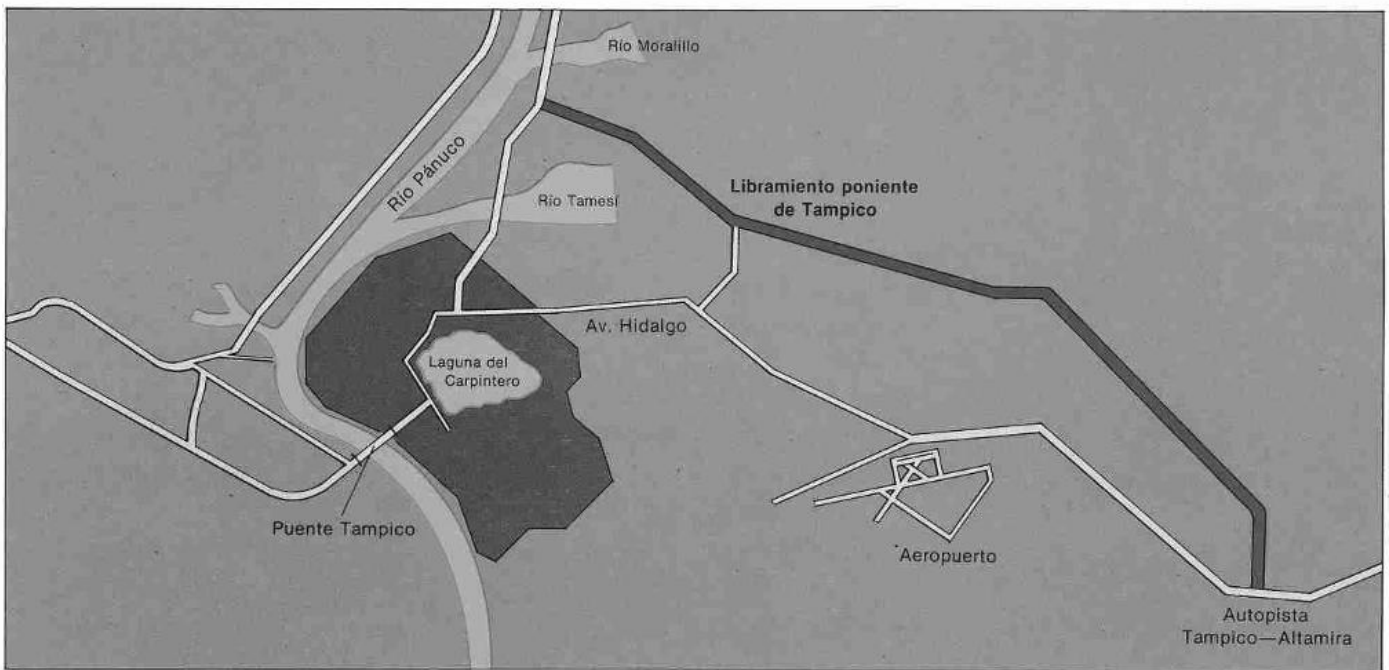 Río Moralillo
Río Pánuco
Libramiento poniente
de Tampico
Río Tamesí
Av. Hidalgo
Laguna del
Carpintero
Puente Tampico
Aeropuerto
Autopista
Tampico—Altamira